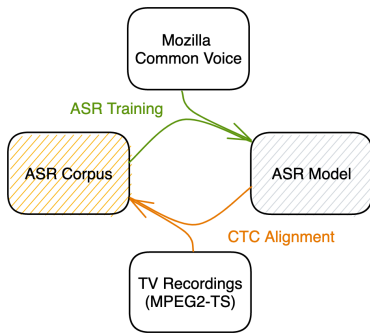 Mozilla
Common Voice
ASR Training
ASR Corpus
ASR Model
CTC Alignment
TV Recordings
(MPEG2-TS)